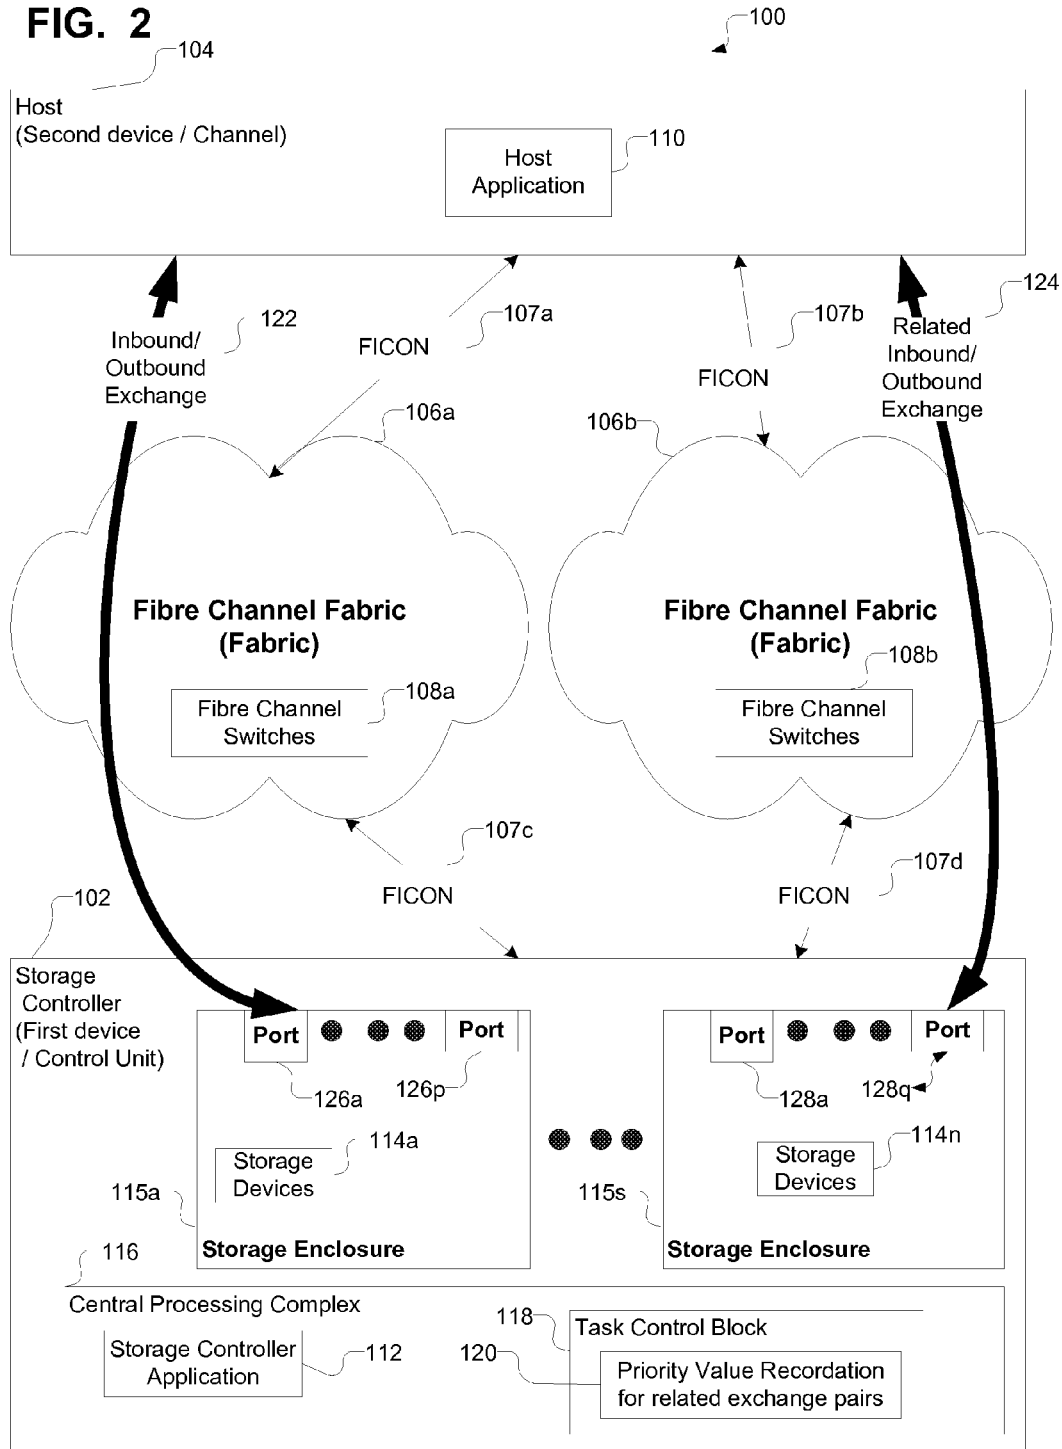 FIG. 2
100
104
Host
(Second device / Channel)
110
Host
Application
122
107a
107b
124
Inbound/
Outbound
Exchange
FICON
FICON
Related
Inbound/
Outbound
Exchange
106a
106b
Fibre Channel Fabric
(Fabric)
Fibre Channel Fabric
(Fabric)
108a
108b
Fibre Channel
Switches
Fibre Channel
Switches
107c
107d
FICON
FICON
102
Storage
Controller
(First device
/ Control Unit)
Port
Port
Port
Port
126a
126p
128a
128q
114a
114n
Storage
Devices
Storage
Devices
115a
115s
Storage Enclosure
Storage Enclosure
116
Central Processing Complex
118
Task Control Block
Storage Controller
Application
112
120
Priority Value Recordation
for related exchange pairs